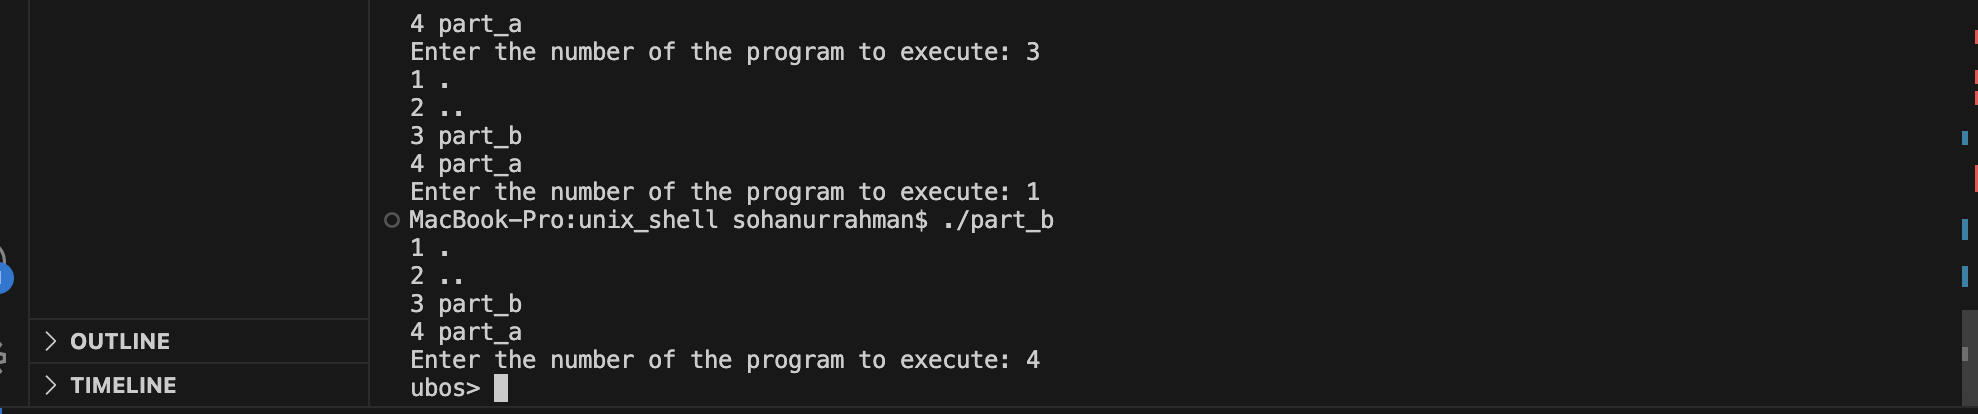 4 part_a
Enter the number of the program to execute: 3
1 .
2 ..
3 part_b
4 part_a
Enter the number of the program to execute: 1
MacBook-Pro:unix_shell sohanurrahman$ ./part_b
1 .
2 ..
3 part_b
4 part_a
Enter the number of the program to execute: 4
ubos>
OUTLINE
TIMELINE